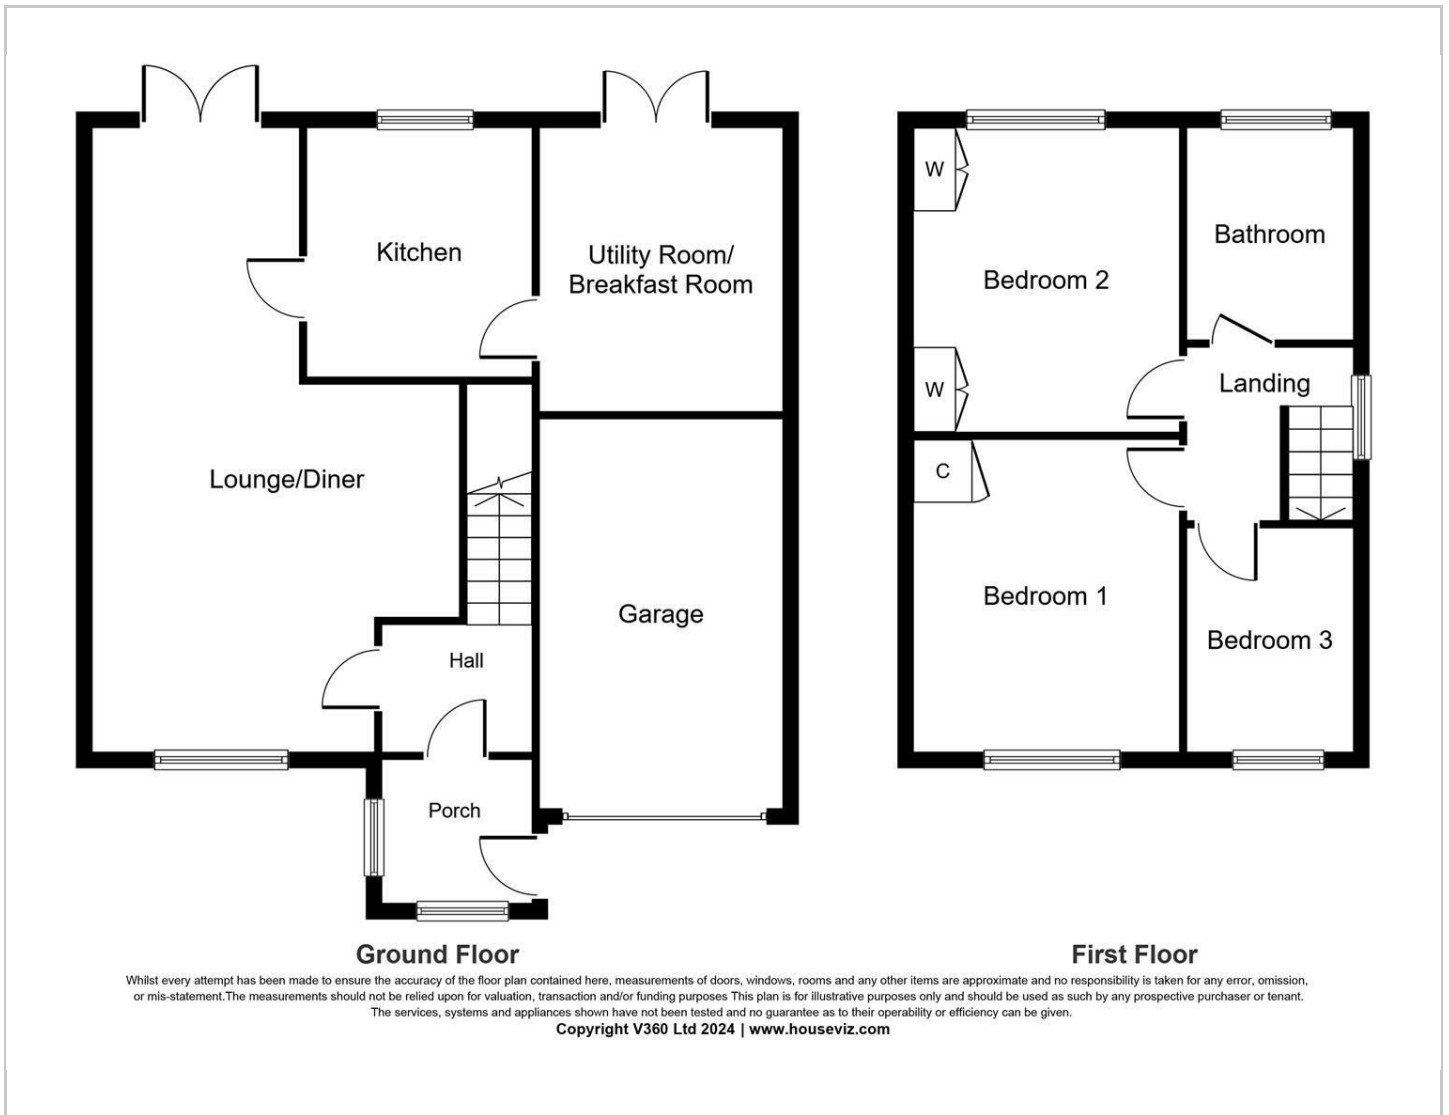 Kitchen
Utility Room/
Breakfast Room
Lounge/Diner
Garage
Hall
Porch
W
Bedroom 2
Bathroom
W
Landing
C
Bedroom 1
Bedroom 3
Ground Floor
First Floor
Whilst every attempt has been made to ensure the accuracy of the floor plan contained here, measurements of doors, windows, rooms and any other items are approximate and no responsibility is taken for any error, omission,
or mis-statement.The measurements should not be relied upon for valuation, transaction and/or funding purposes This plan is for illustrative purposes only and should be used as such by any prospective purchaser or tenant.
The services, systems and appliances shown have not been tested and no guarantee as to their operability or efficiency can be given.
Copyright V360 Ltd 2024 | www.houseviz.com